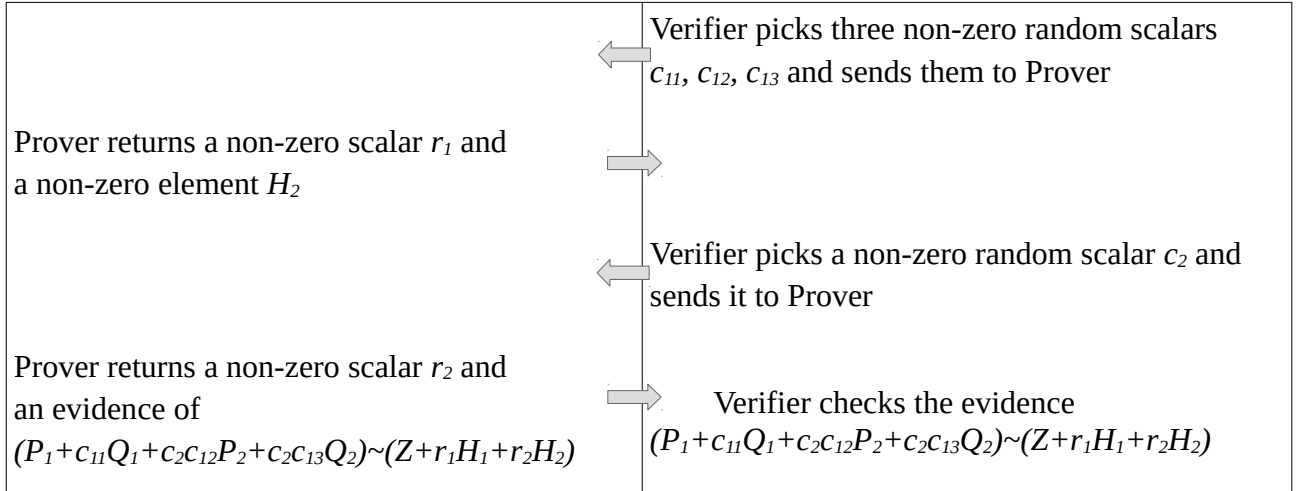 Verifier picks three non-zero random scalars
c₁₁, c₁₂, c₁₃ and sends them to Prover
Prover returns a non-zero scalar r₁ and
a non-zero element H₂
Verifier picks a non-zero random scalar c₂ and
sends it to Prover
Prover returns a non-zero scalar r₂ and
an evidence of
(P₁+c₁₁Q₁+c₂c₁₂P₂+c₂c₁₃Q₂)~(Z+r₁H₁+r₂H₂)
Verifier checks the evidence
(P₁+c₁₁Q₁+c₂c₁₂P₂+c₂c₁₃Q₂)~(Z+r₁H₁+r₂H₂)